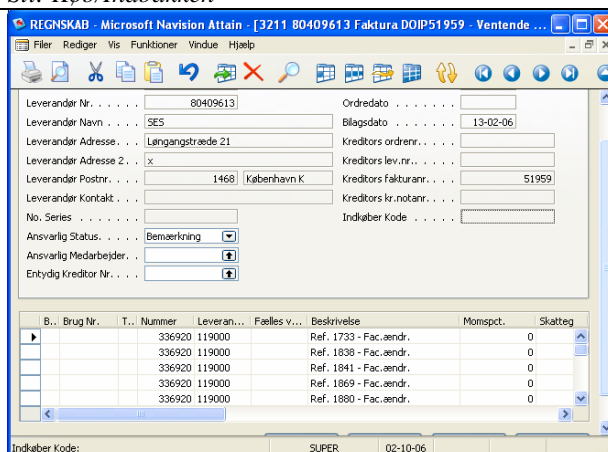 Stk. Køb/Indbakken
REGNSKAB - Microsoft Navision Attain - [3211 80409613 Faktura DOIP51959 - Ventende ...
Filer Rediger Vis Funktioner Vindue Hjælp
Leverandør Nr. . . . . . 80409613 Ordredato . . . . . . .
Leverandør Navn . . . . SES Bilagsdato . . . . . . . 13-02-06
Leverandør Adresse. . . . Løngangstræde 21 Kreditors ordrenr. . . . .
Leverandør Adresse 2. . . x Kreditors lev.nr.. . . . .
Leverandør Postnr. . . . 1468 København K Kreditors fakturanr. . . . 51959
Leverandør Kontakt . . . Kreditors kr.notanr. . . .
No. Series . . . . . . . Indkøber Kode . . . . .
Ansvarlig Status. . . . . Bemærkning
Ansvarlig Medarbejder. .
Entydig Kreditor Nr. . . .
B.. Brug Nr. T.. Nummer Leveran... Fælles v... Beskrivelse Momspct. Skatteg
336920 119000 Ref. 1733 - Fac.ændr. 0
336920 119000 Ref. 1838 - Fac.ændr. 0
336920 119000 Ref. 1841 - Fac.ændr. 0
336920 119000 Ref. 1869 - Fac.ændr. 0
336920 119000 Ref. 1880 - Fac.ændr. 0
Indkøber Kode: SUPER 02-10-06